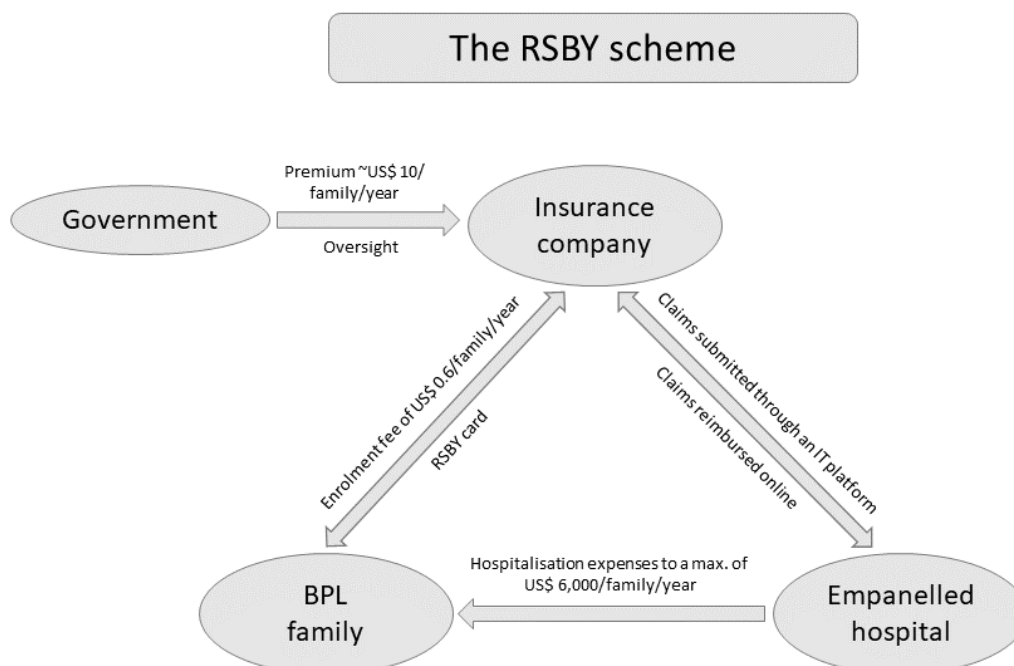 The RSBY scheme
Premium ~US$ 10/
family/year
Government
Oversight
Insurance
company
Enrolment fee of US$ 0.6/family/year
RSBY card
Claims submitted through an IT platform
Claims reimbursed online
Hospitalisation expenses to a max. of
US$ 6,000/family/year
BPL
family
Empanelled
hospital